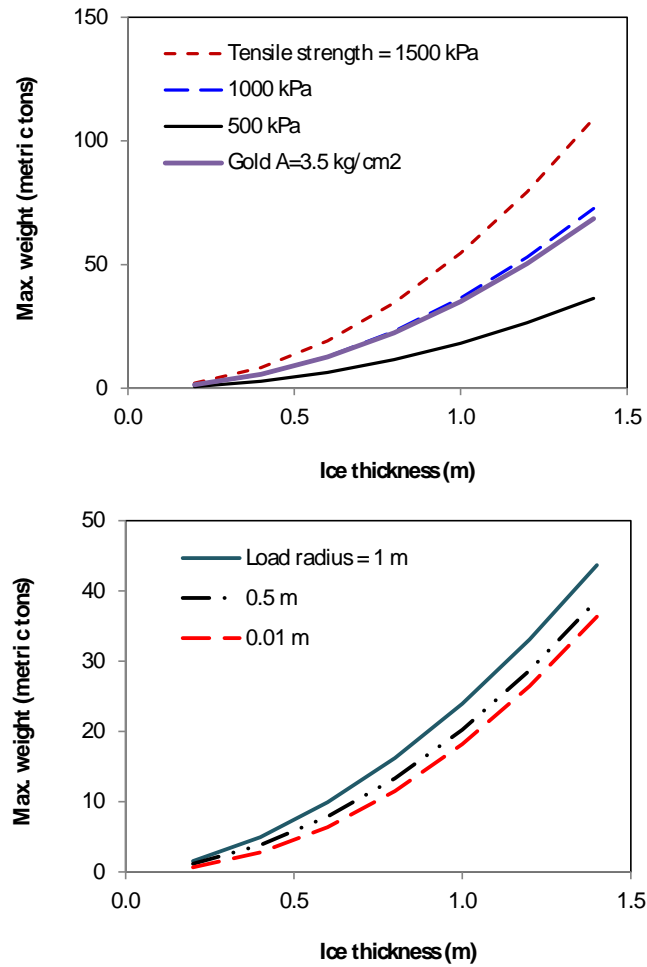 150
Tensile strength = 1500 kPa
1000 kPa
500 kPa
Gold A=3.5 kg/cm2
100
50
0
Max. weight (metric tons)
0.0 0.5 1.0 1.5
Ice thickness (m)
50
Load radius = 1 m
0.5 m
0.01 m
40
30
20
10
0
Max. weight (metric tons)
0.0 0.5 1.0 1.5
Ice thickness (m)